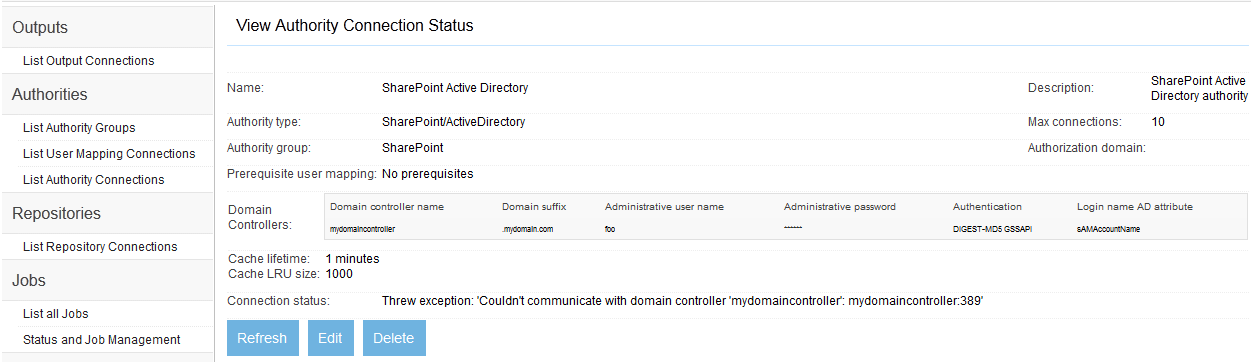 Outputs
List Output Connections
Authorities
List Authority Groups
List User Mapping Connections
List Authority Connections
Repositories
List Repository Connections
Jobs
List all Jobs
Status and Job Management
View Authority Connection Status
Name: SharePoint Active Directory Description: SharePoint Active
Directory authority
Authority type: SharePoint/ActiveDirectory Max connections: 10
Authority group: SharePoint Authorization domain:
Prerequisite user mapping: No prerequisites
Domain
Controllers:
Domain controller name Domain suffix Administrative user name Administrative password Authentication Login name AD attribute
mydomaincontroller .mydomain.com foo ****** DIGEST-MD5 GSSAPI sAMAccountName
Cache lifetime: 1 minutes
Cache LRU size: 1000
Connection status: Threw exception: 'Couldn't communicate with domain controller 'mydomaincontroller': mydomaincontroller:389'
Refresh Edit Delete